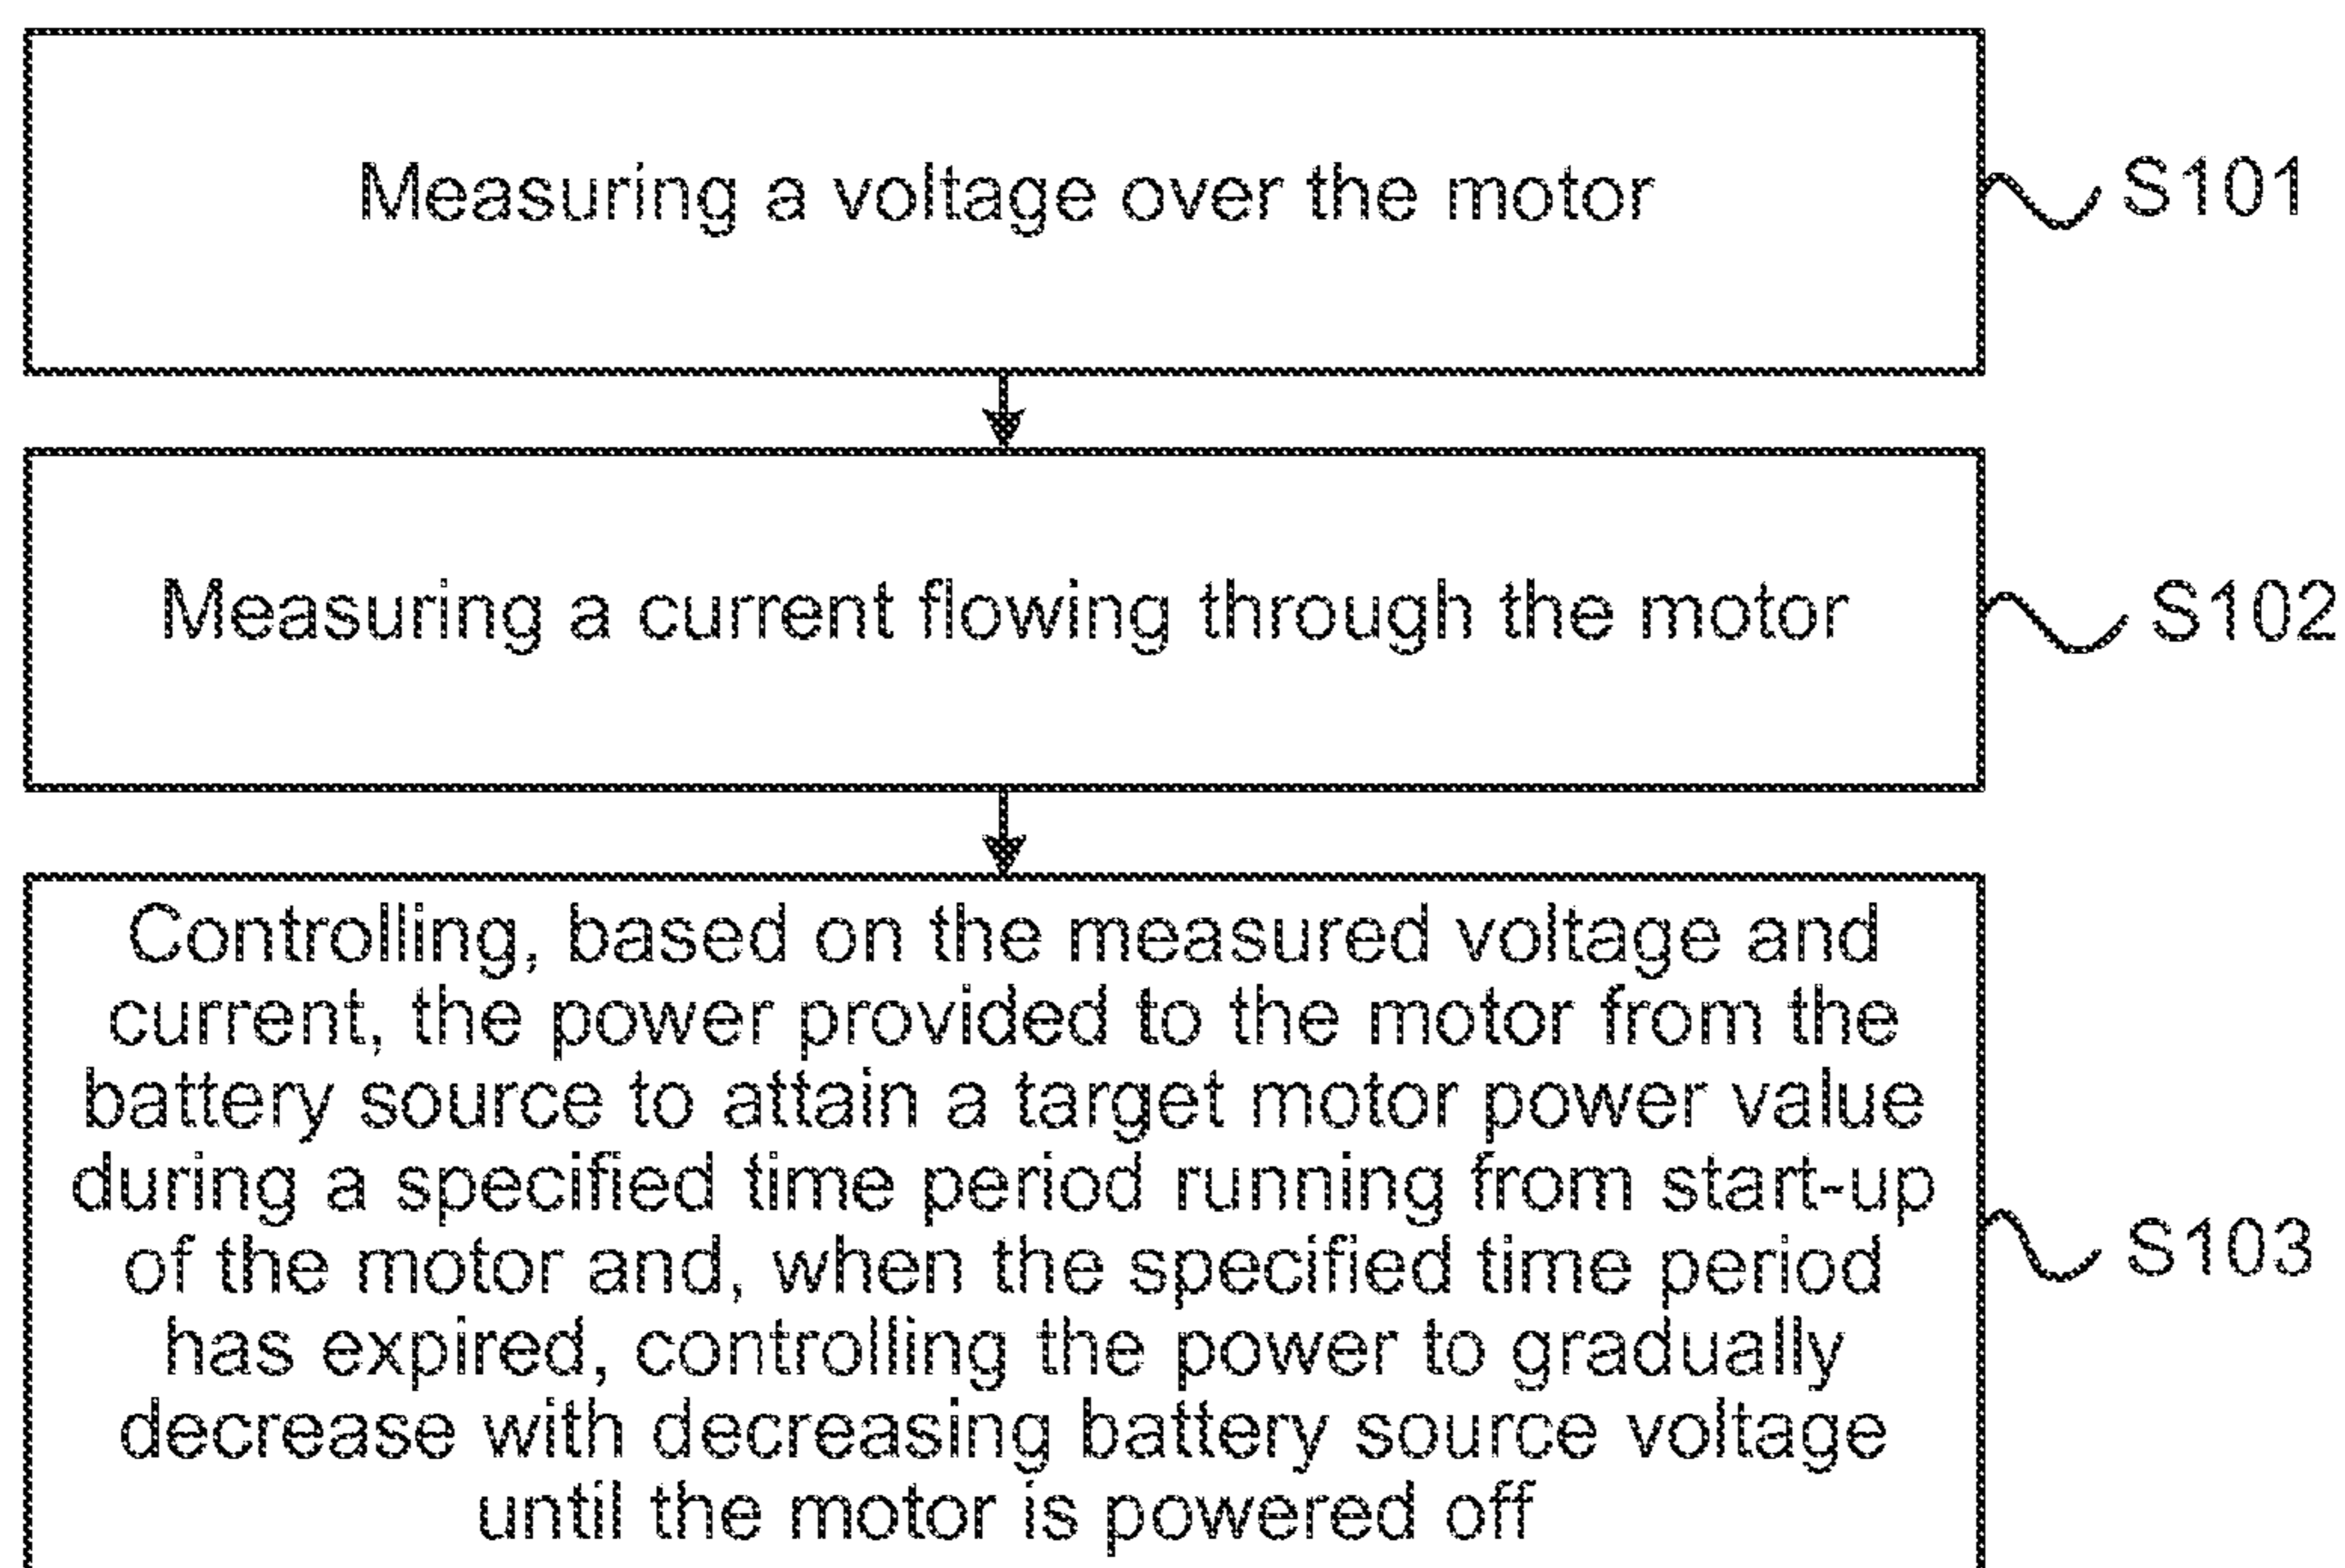 Measuring a voltage over the motor
S101
Measuring a current flowing through the motor
S102
Controlling, based on the measured voltage and
current, the power provided to the motor from the
battery source to attain a target motor power value
during a specified time period running from start-up
of the motor and, when the specified time period
has expired, controlling the power to gradually
decrease with decreasing battery source voltage
until the motor is powered off
S103